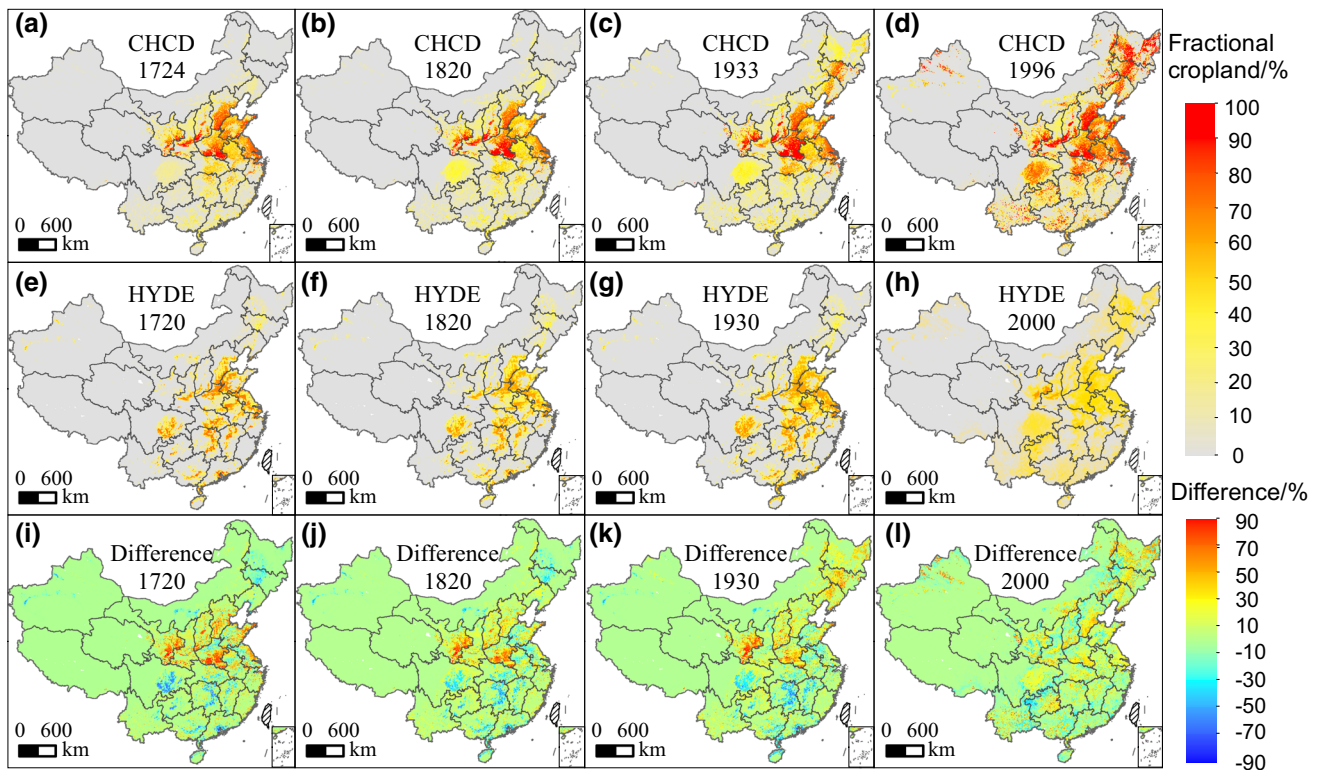 (a)
CHCD
1724
0 600
km
(b)
CHCD
1820
0 600
km
(c)
CHCD
1933
0 600
km
(d)
CHCD
1996
0 600
km
Fractional
cropland/%
100
90
80
70
60
50
40
30
20
10
0
(e)
HYDE
1720
0 600
km
(f)
HYDE
1820
0 600
km
(g)
HYDE
1930
0 600
km
(h)
HYDE
2000
0 600
km
Difference/%
90
70
50
30
10
-10
-30
-50
-70
-90
(i)
Difference
1720
0 600
km
(j)
Difference
1820
0 600
km
(k)
Difference
1930
0 600
km
(l)
Difference
2000
0 600
km